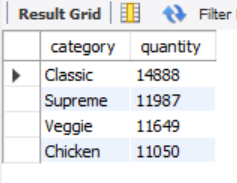 Result Grid Filter
category quantity
Classic 14888
Supreme 11987
Veggie 11649
Chicken 11050